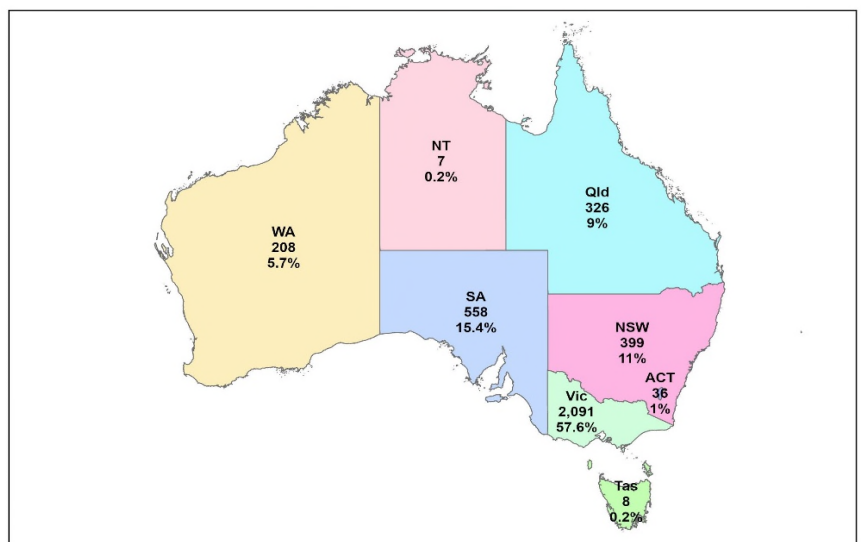 NT
7
0.2%
Qld
326
9%
WA
208
5.7%
SA
558
15.4%
NSW
399
11%
ACT
36
1%
Vic
2,091
57.6%
Tas
8
0.2%